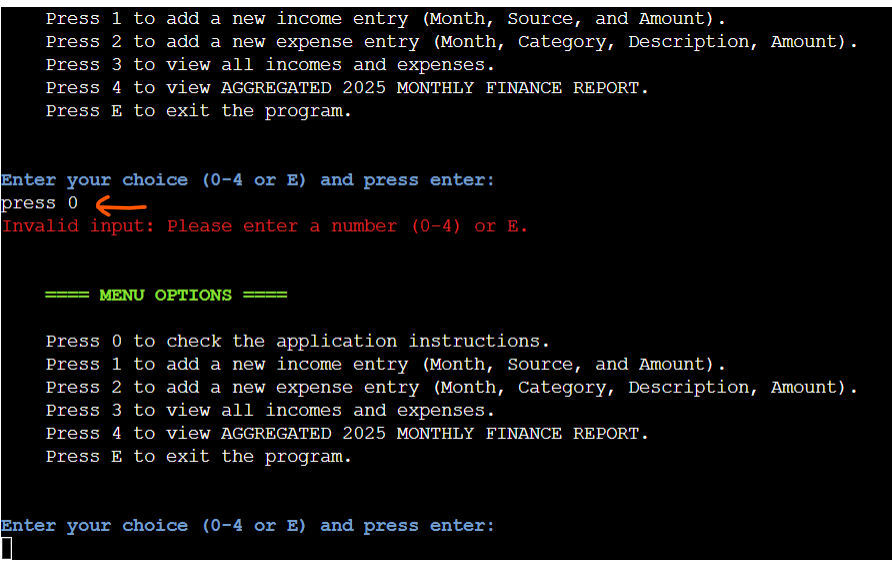 Press 1 to add a new income entry (Month, Source, and Amount).
Press 2 to add a new expense entry (Month, Category, Description, Amount).
Press 3 to view all incomes and expenses.
Press 4 to view AGGREGATED 2025 MONTHLY FINANCE REPORT.
Press E to exit the program.
Enter your choice (0-4 or E) and press enter:
press 0
Invalid input: Please enter a number (0-4) or E.
==== MENU OPTIONS ====
Press 0 to check the application instructions.
Press 1 to add a new income entry (Month, Source, and Amount).
Press 2 to add a new expense entry (Month, Category, Description, Amount).
Press 3 to view all incomes and expenses.
Press 4 to view AGGREGATED 2025 MONTHLY FINANCE REPORT.
Press E to exit the program.
Enter your choice (0-4 or E) and press enter: